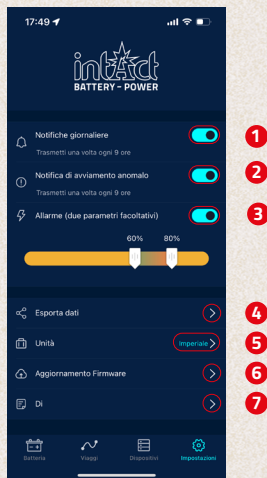 17:49
intAct
BATTERY-POWER
Notifiche giornaliere
Trasmetti una volta ogni 9 ore
1
Notifica di avviamento anomalo
Trasmetti una volta ogni 9 ore
2
Allarme (due parametri facoltativi)
3
60% 80%
Esporta dati
4
Unità
Imperiale
5
Aggiornamento Firmware
6
Di
7
Batteria Viaggi Dispositivi Impostazioni